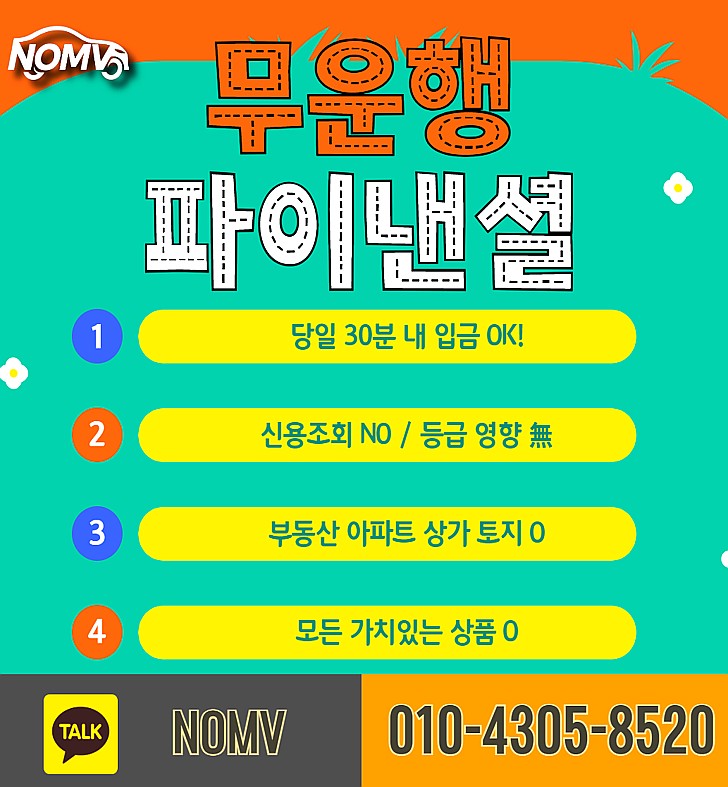 NOMV
무운행
파이낸셜
1 당일 30분 내 입금 OK!
2 신용조회 NO / 등급 영향 無
3 부동산 아파트 상가 토지 O
4 모든 가치있는 상품 O
TALK NOMV 010-4305-8520